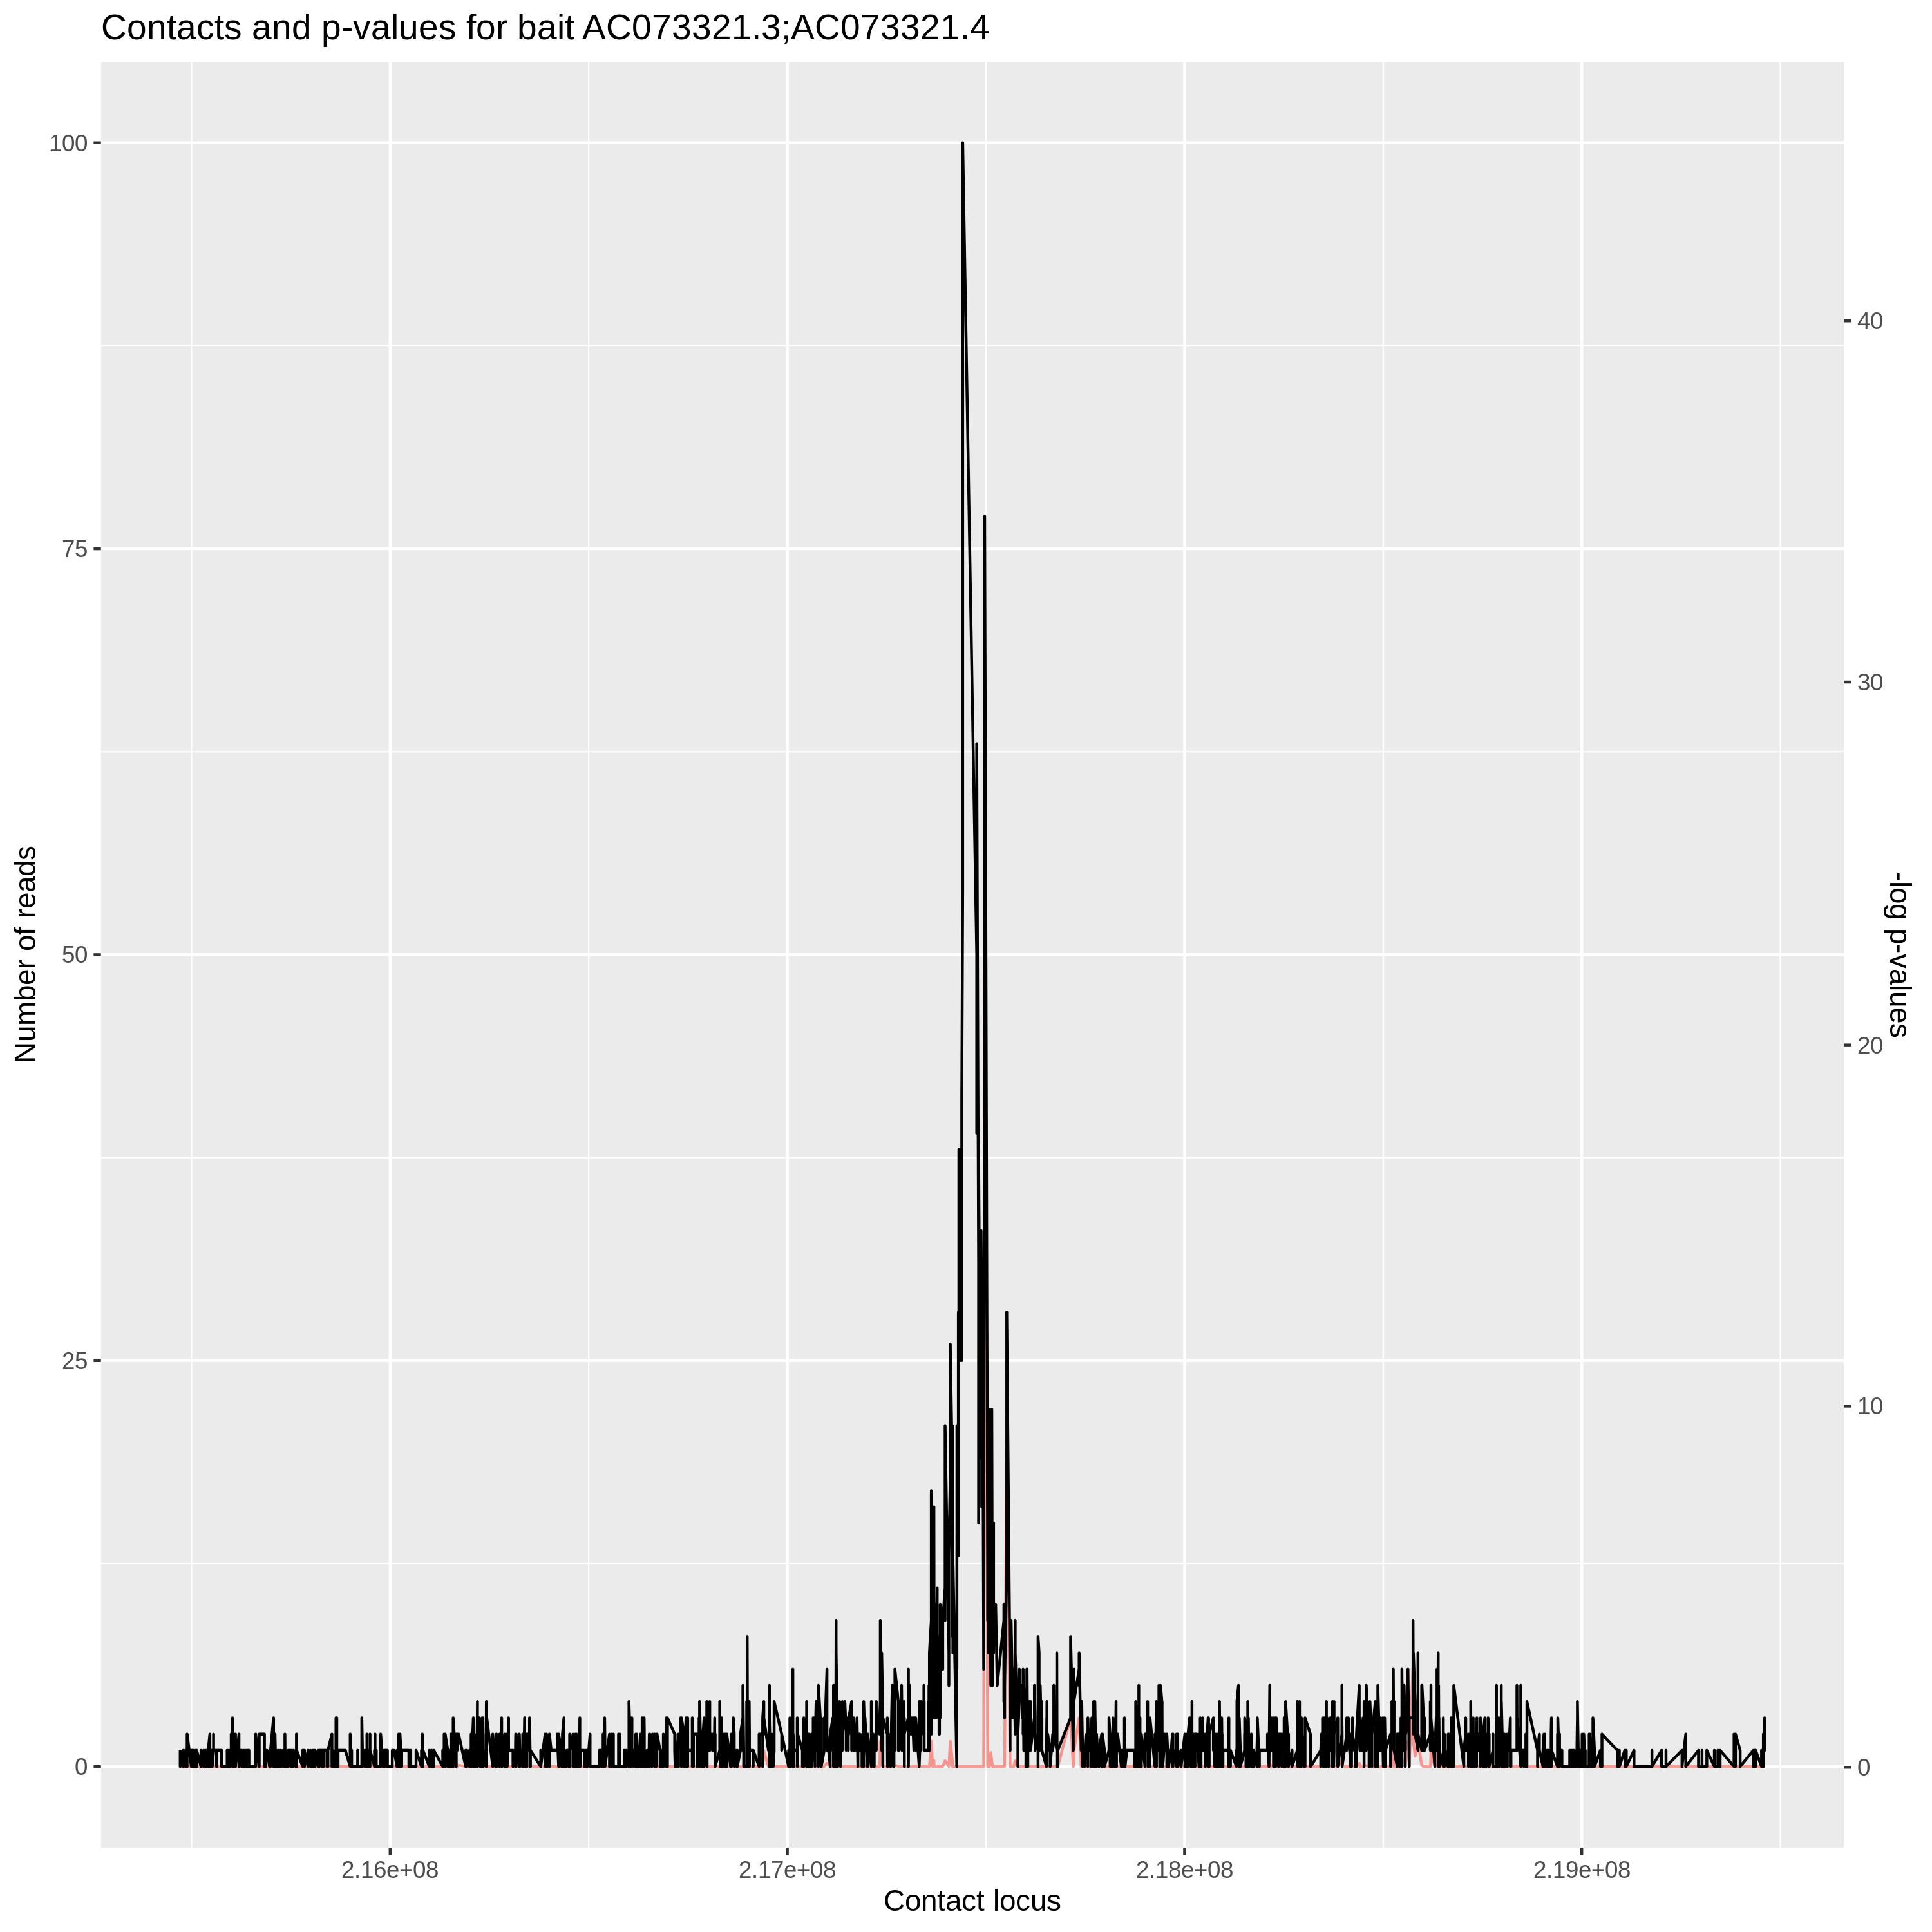 Contacts and p-values for bait AC073321.3;AC073321.4
100
75
50
25
0
Number of reads
40
30
20
10
0
-log p-values
2.16e+08
2.17e+08
2.18e+08
2.19e+08
Contact locus